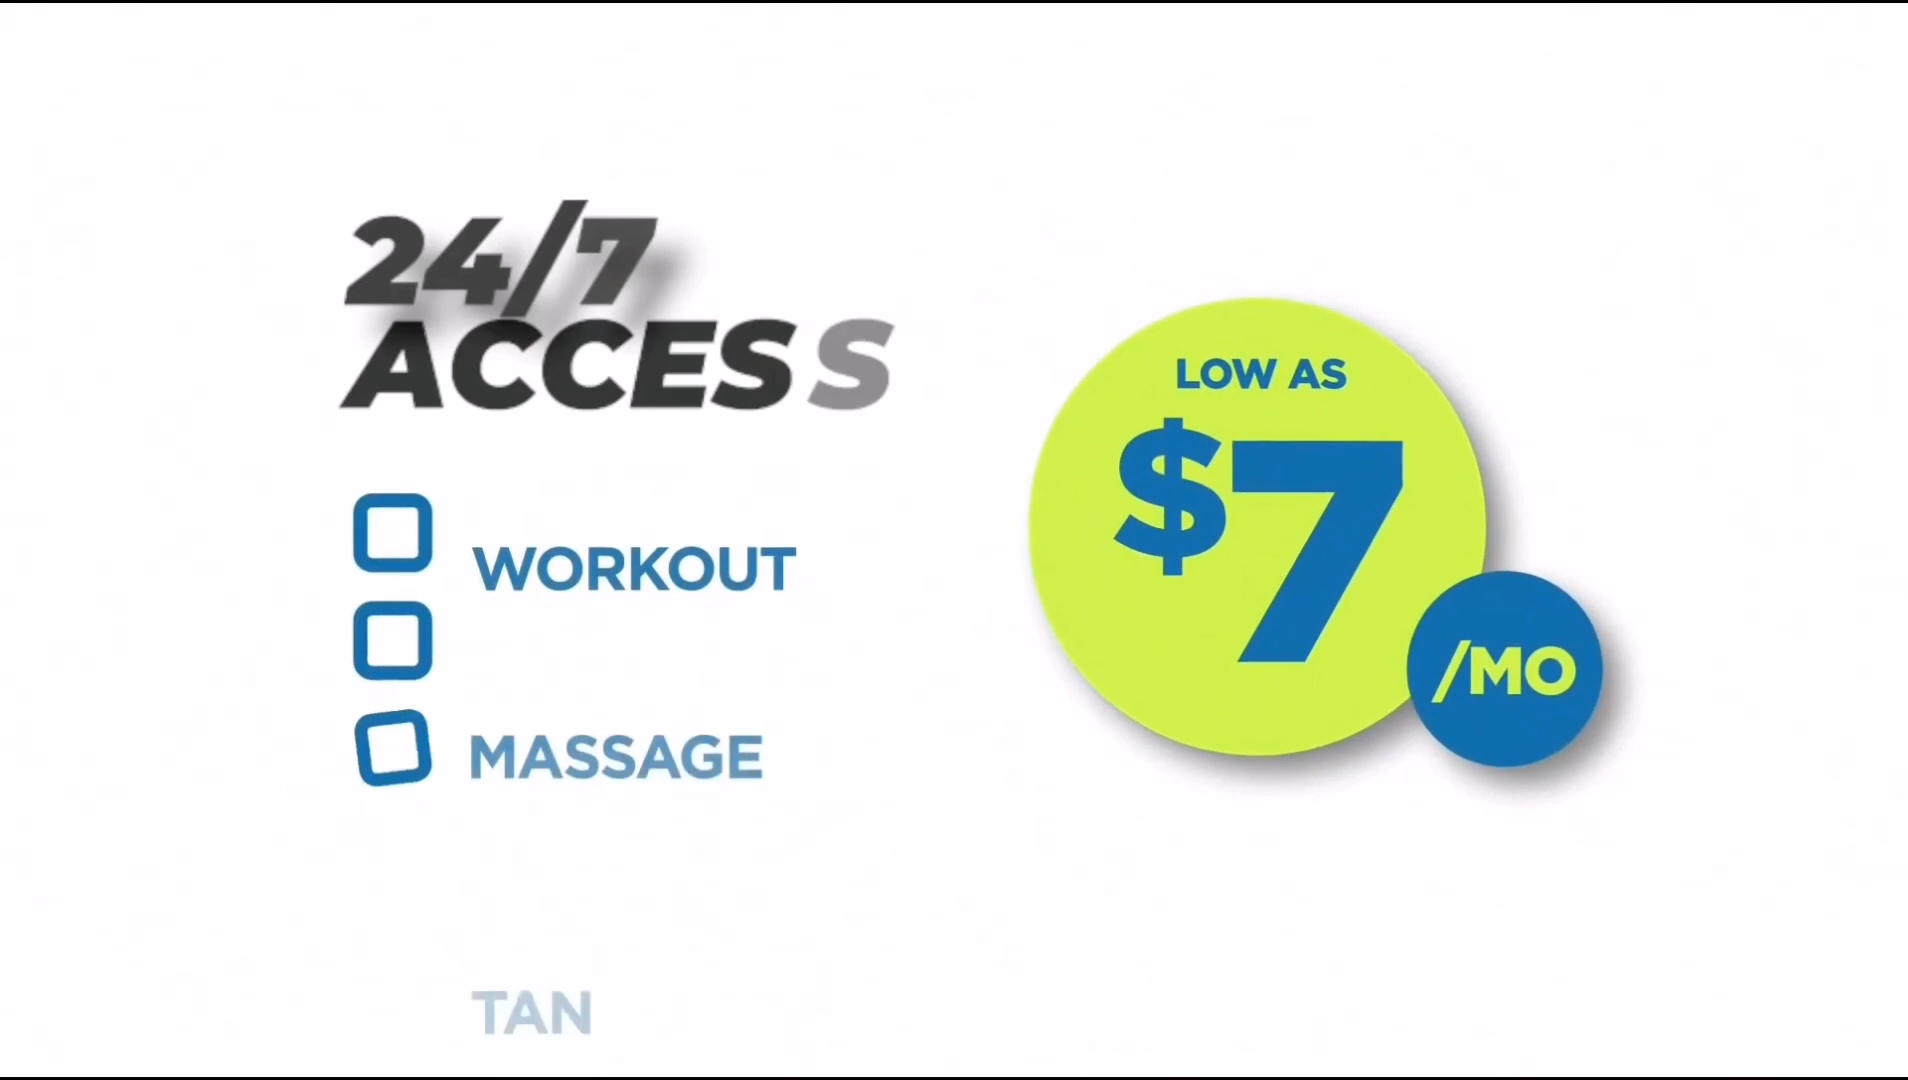 24/7
ACCESS
WORKOUT
MASSAGE
TAN
LOW AS
$7
/MO